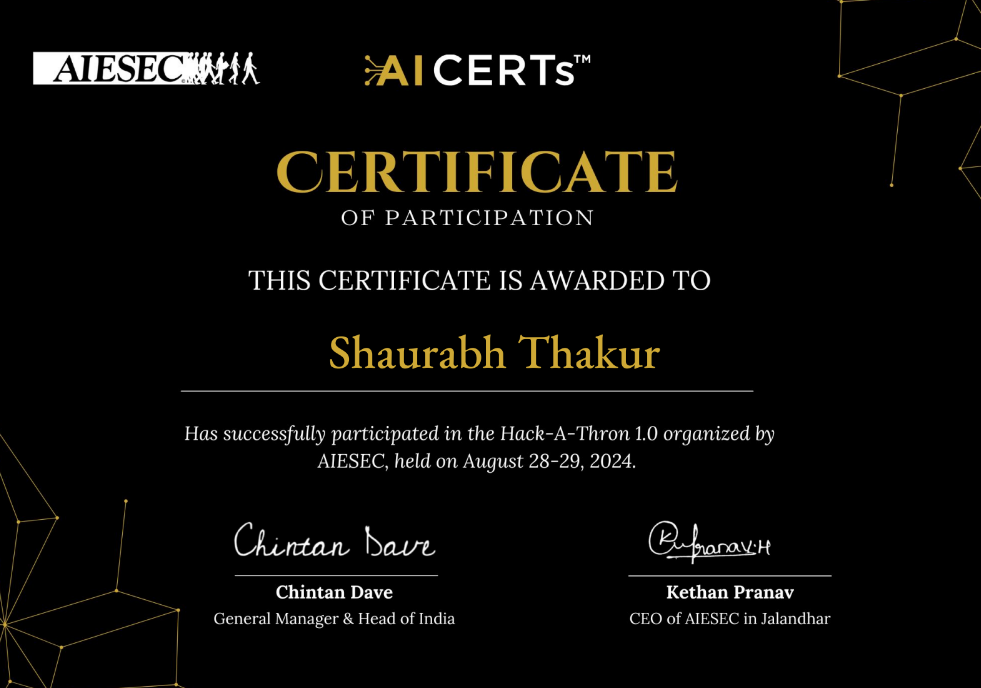 AIESEC
AI CERTs™
CERTIFICATE
OF PARTICIPATION
THIS CERTIFICATE IS AWARDED TO
Shaurabh Thakur
Has successfully participated in the Hack-A-Thron 1.0 organized by
AIESEC, held on August 28-29, 2024.
Chintan Dave
Chintan Dave
General Manager & Head of India
Kethan Pranav
CEO of AIESEC in Jalandhar